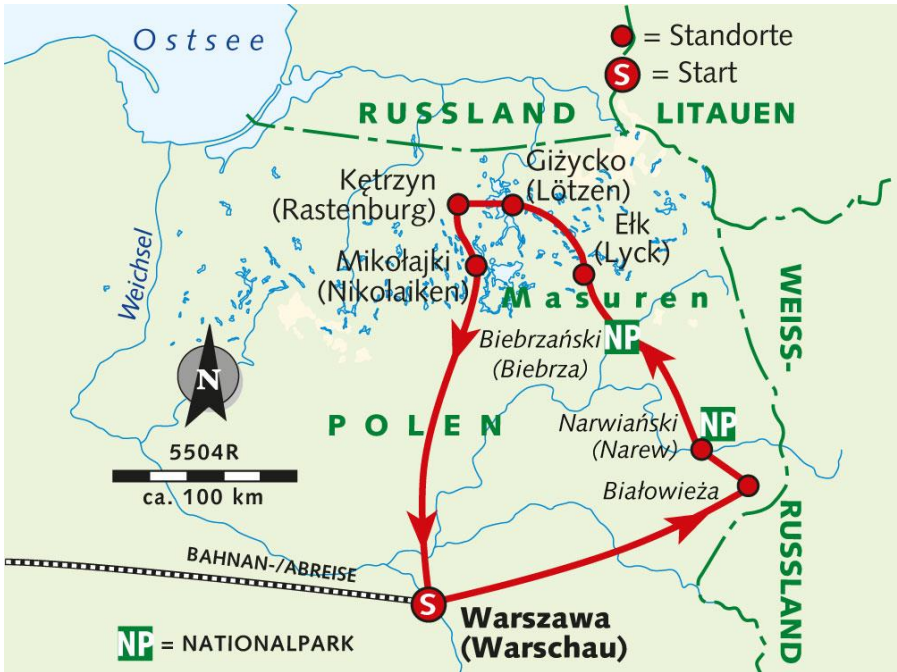 Ostsee
= Standorte
S = Start
RUSSLAND
LITAUEN
Giżycko
(Lötzen)
Kętrzyn
(Rastenburg)
Ełk
(Lyck)
Mikołajki
(Nikolaiken)
Masuren
Weichsel
WEISS-
RUSSLAND
Biebrzański
(Biebrza)
NP
N
POLEN
Narwiański
(Narew)
NP
5504R
ca. 100 km
Białowieża
BAHNAN-/ABREISE
S
Warszawa
(Warschau)
NP = NATIONALPARK